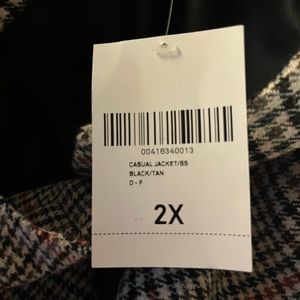 00416340013
CASUAL JACKET/SS
BLACK/TAN
D - F
2X